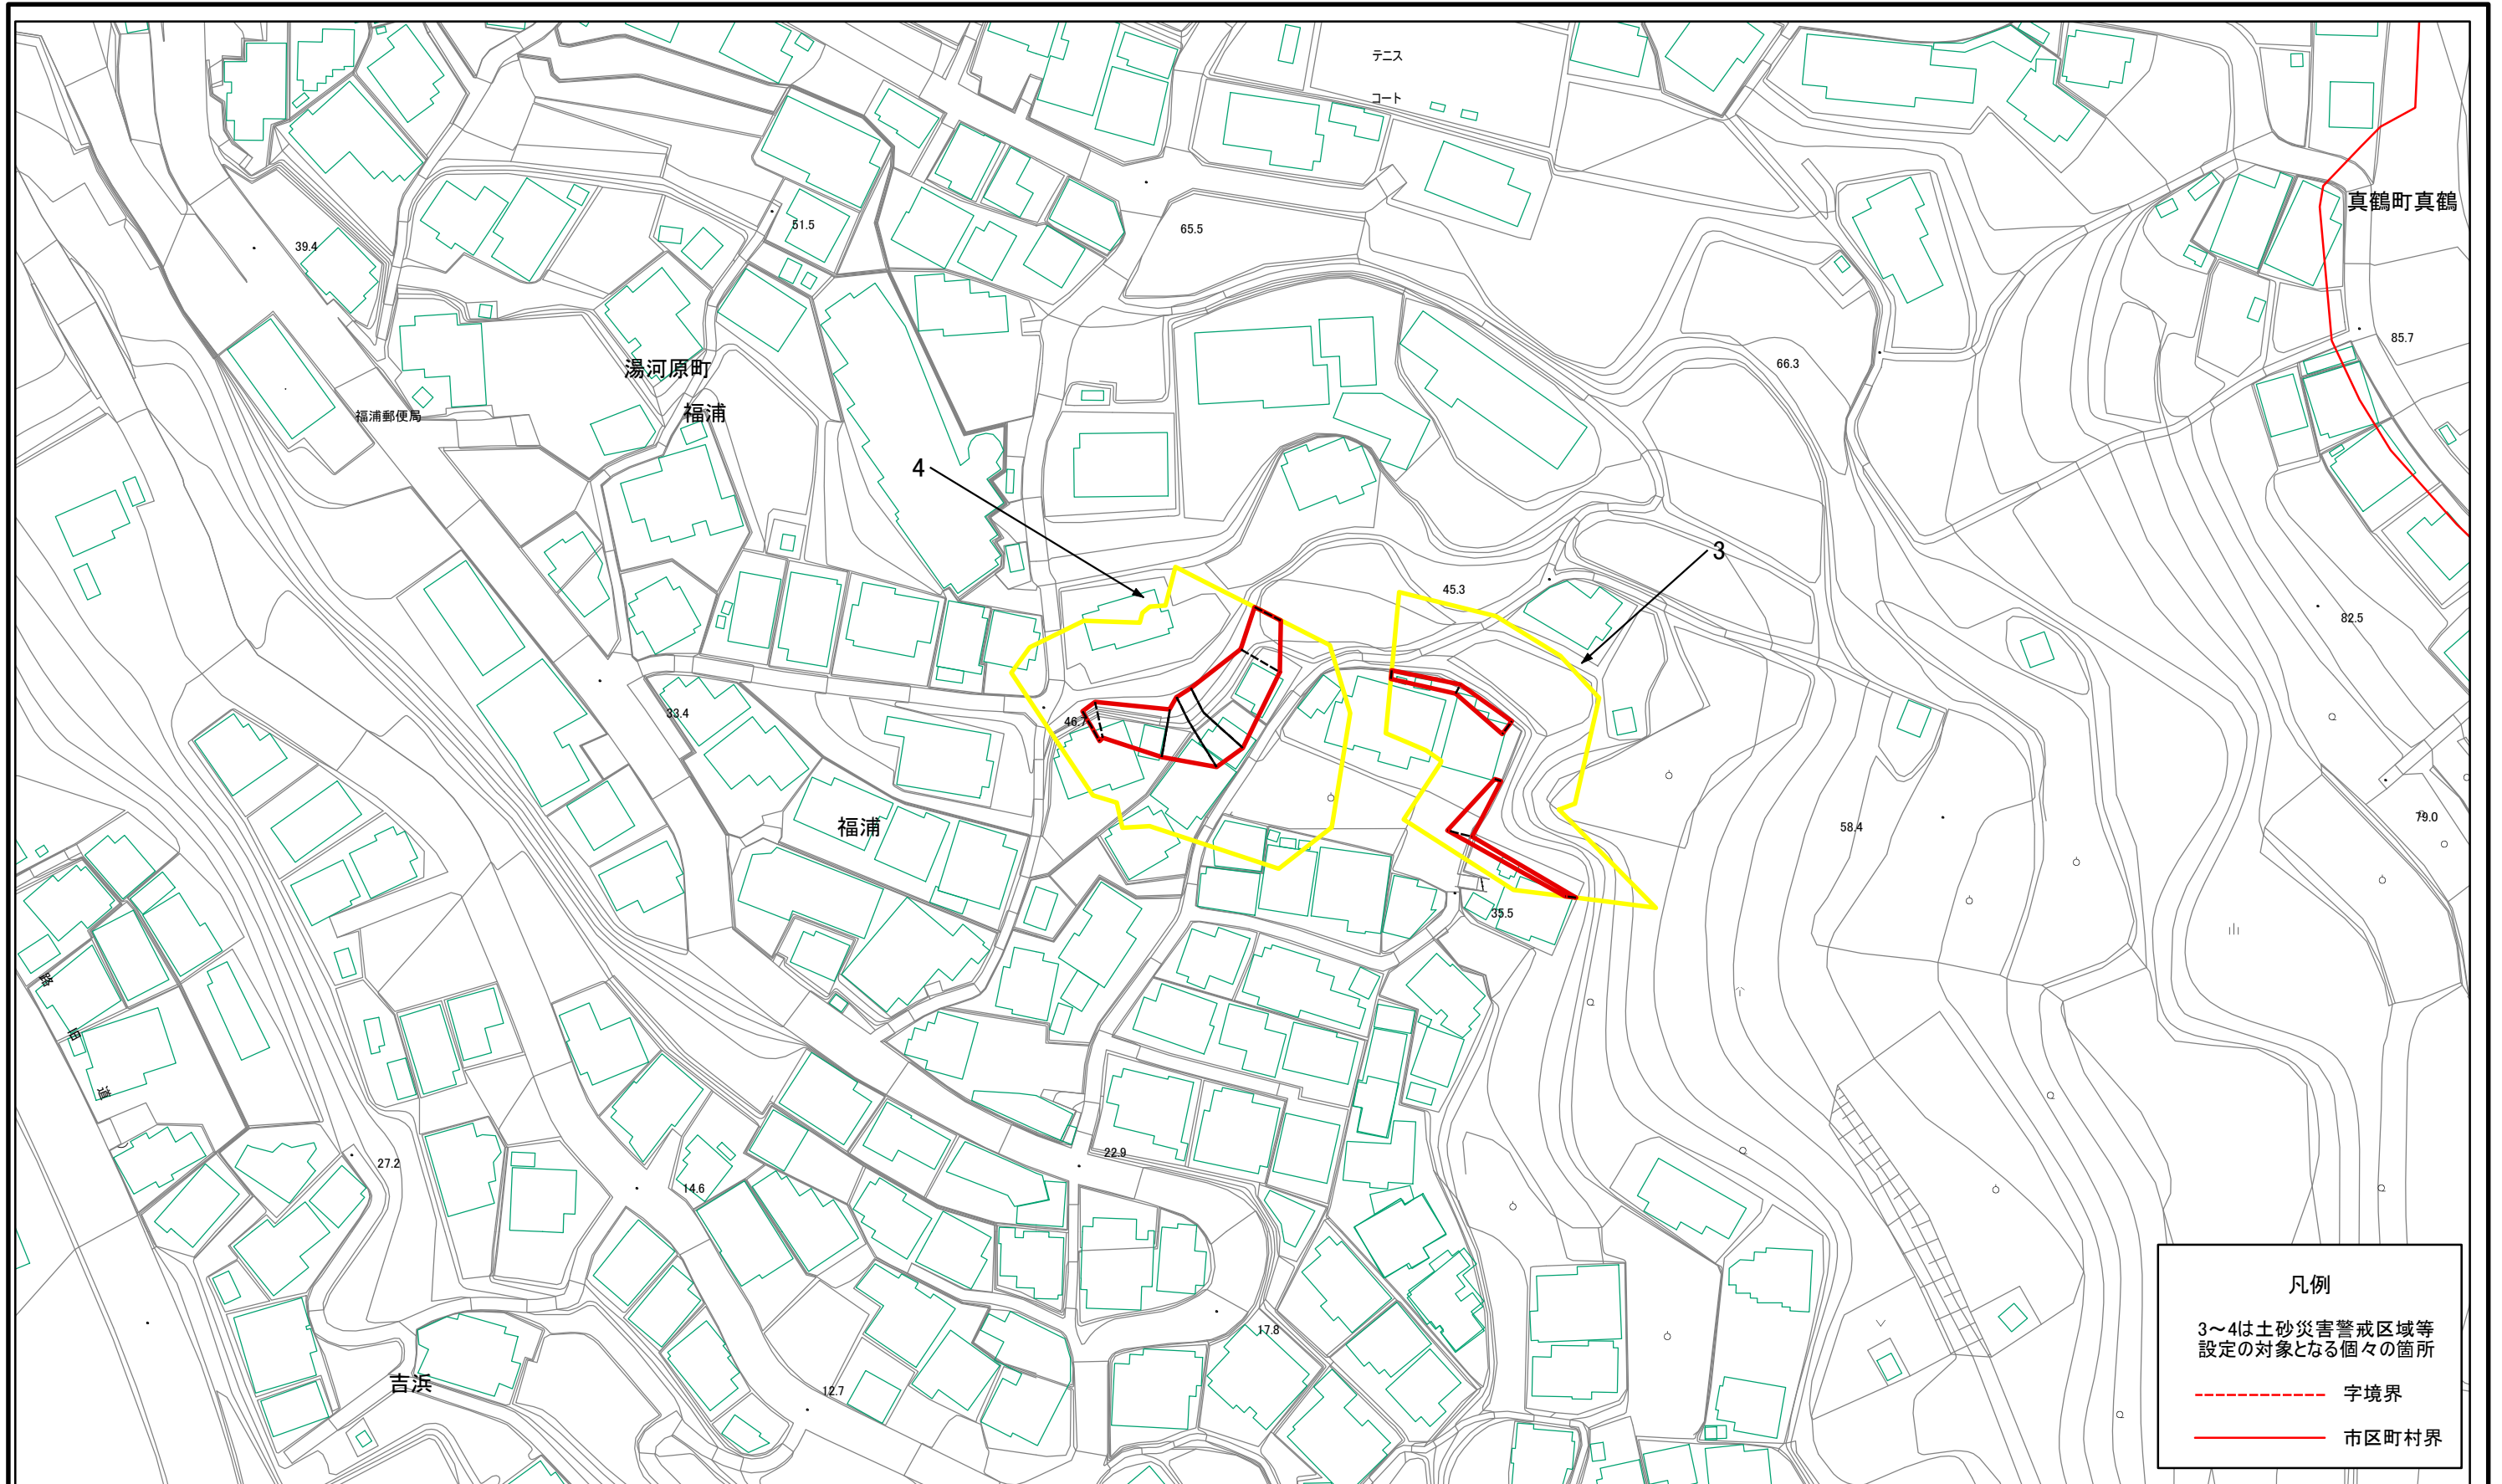 テニス
コート
真鶴町真鶴
51.5
65.5
39.4
85.7
66.3
湯河原町
福浦郵便局
福浦
4
3
45.3
82.5
33.4
46.7
79.0
福浦
58.4
35.5
路
旧
道
22.9
27.2
14.6
17.8
吉浜
12.7
凡例
3～4は土砂災害警戒区域等
設定の対象となる個々の箇所
字境界
市区町村界